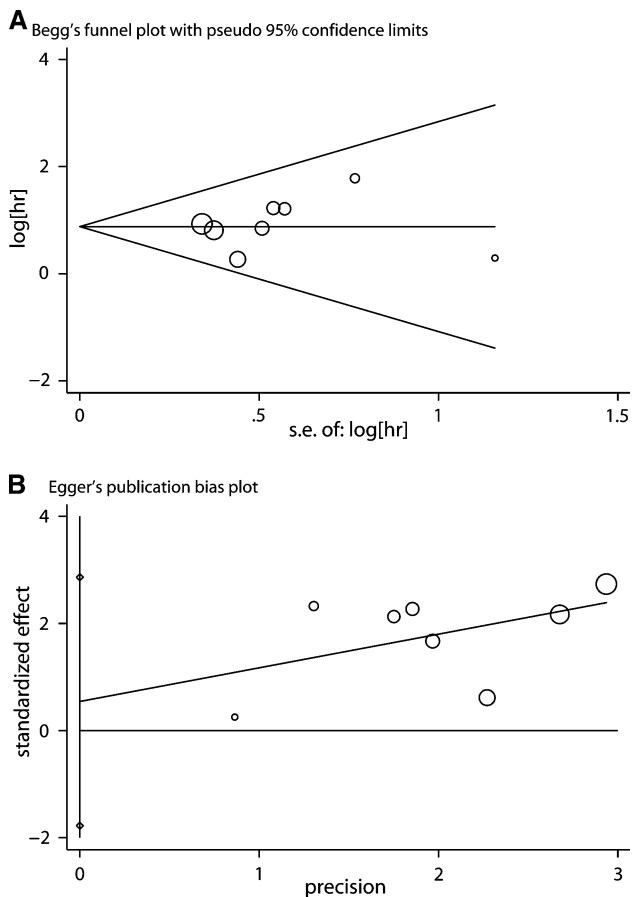 A Begg's funnel plot with pseudo 95% confidence limits
4
2
0
−2
log[hr]
0 .5 1 1.5
s.e. of: log[hr]
B Egger's publication bias plot
4
2
0
−2
standardized effect
0 1 2 3
precision